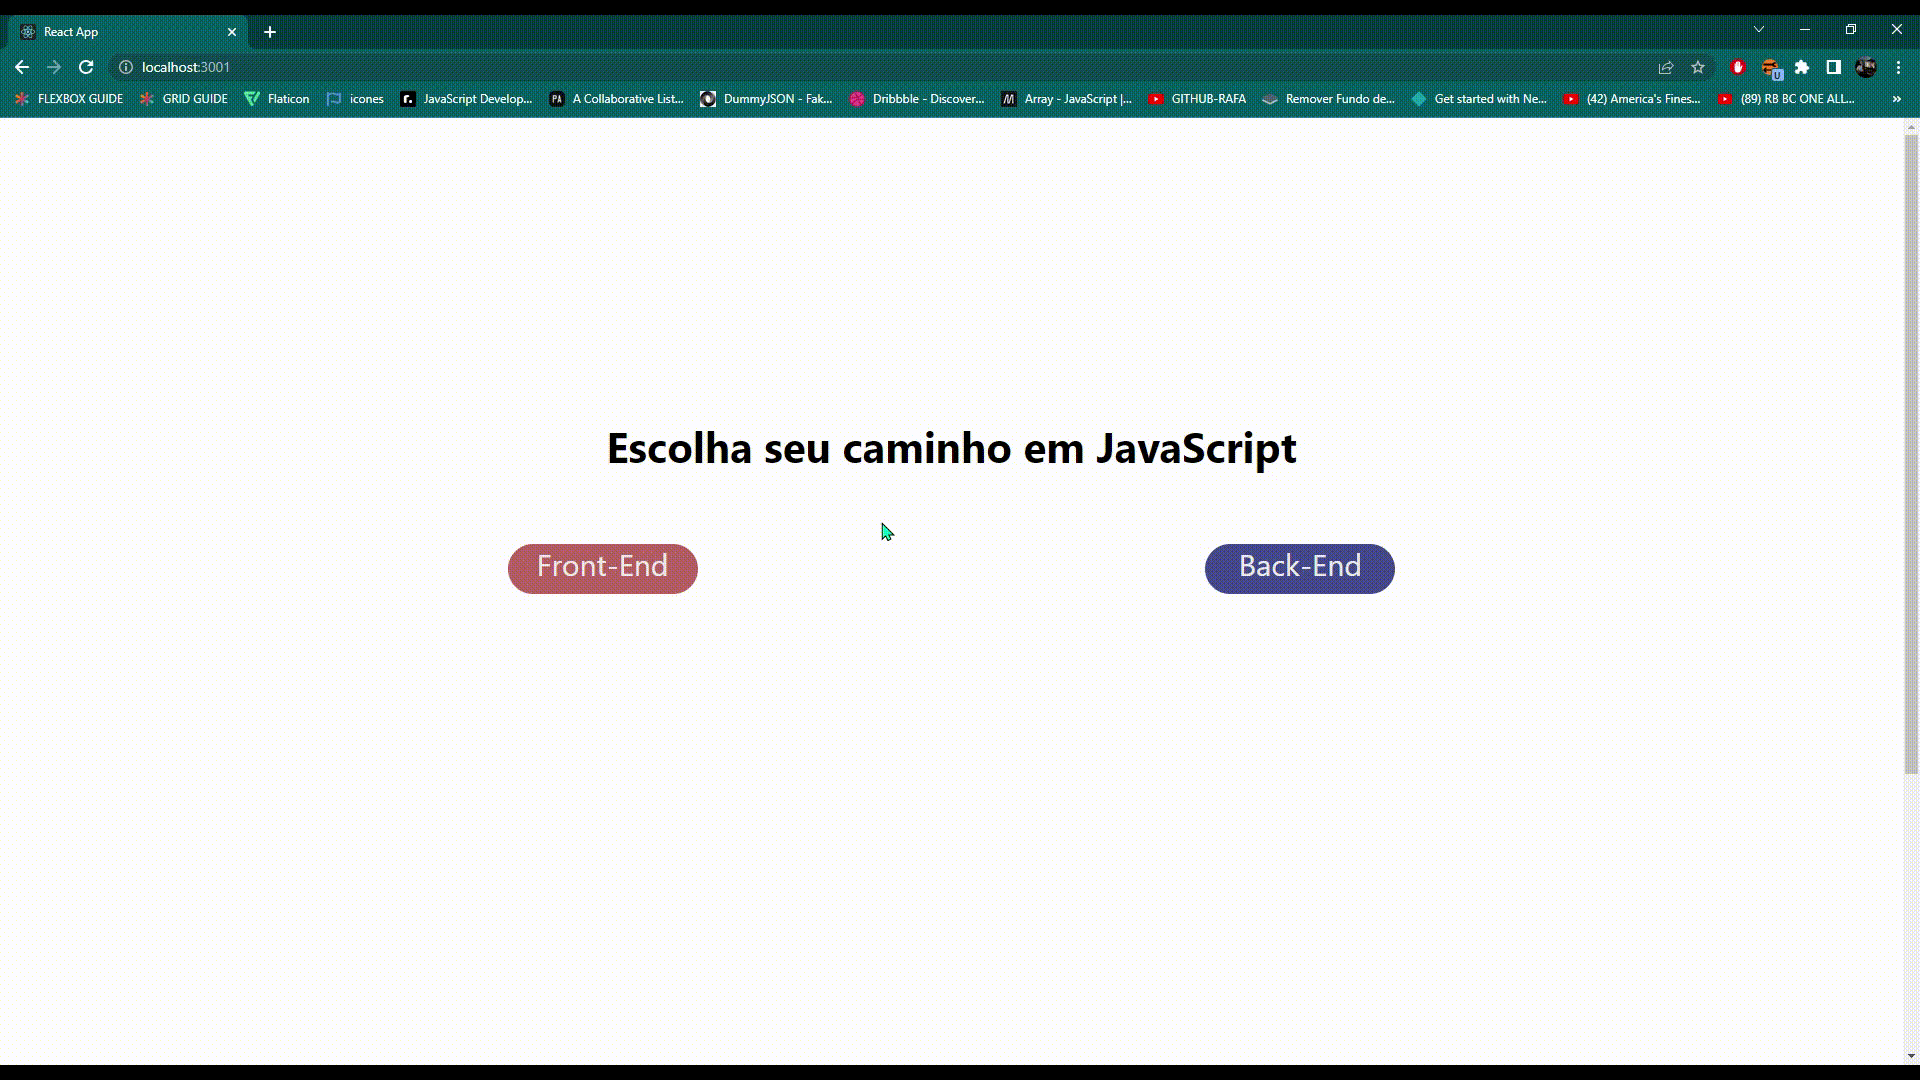 React App
localhost:3001
FLEXBOX GUIDE GRID GUIDE Flaticon icones r. JavaScript Develop... PA A Collaborative List... DummyJSON - Fak... Dribbble - Discover... M Array - JavaScript |... GITHUB-RAFA Remover Fundo de... Get started with Ne... (42) America's Fines... (89) RB BC ONE ALL... »
Escolha seu caminho em JavaScript
Front-End Back-End